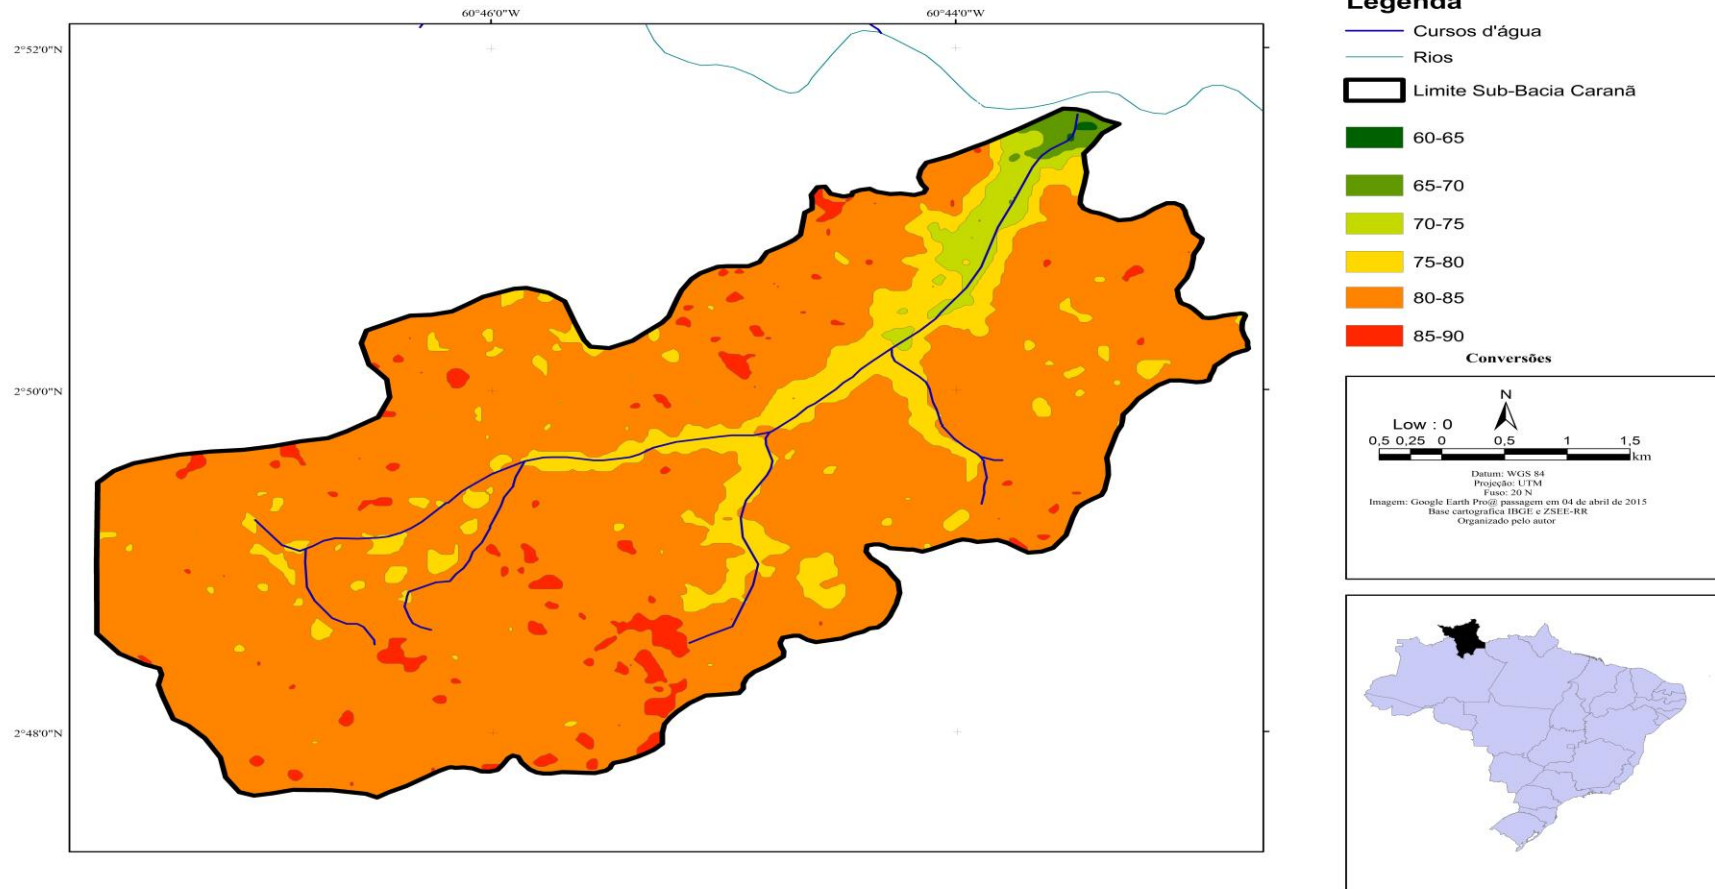 60°46'0"W
60°44'0"W
2°52'0"N
2°50'0"N
2°48'0"N
Legenda
Cursos d'água
Rios
Limite Sub-Bacia Caranã
60-65
65-70
70-75
75-80
80-85
85-90
Conversões
N
Low : 0
0,5 0,25 0 0,5 1 1,5
km
Datum: WGS 84
Projeção: UTM
Fuso: 20 N
Imagem: Google Earth Pro@ passagem em 04 de abril de 2015
Base cartografica IBGE e ZSEE-RR
Organizado pelo autor